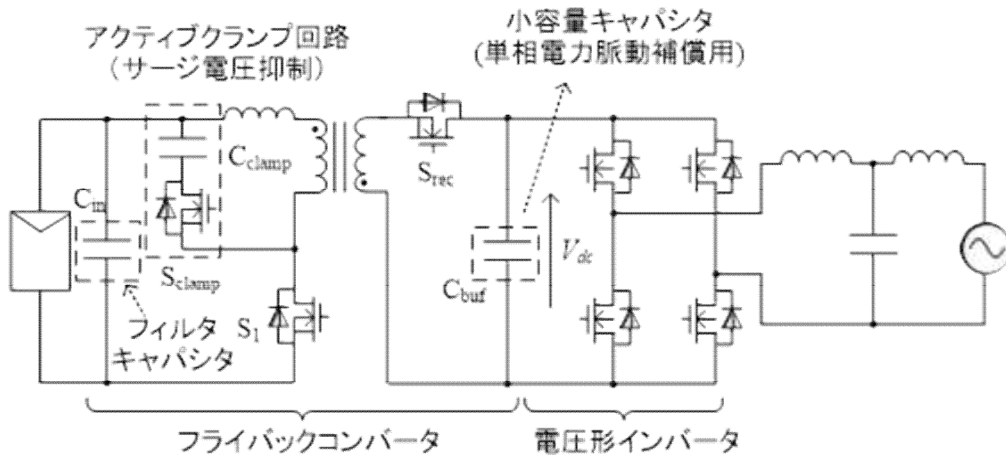 アクティブクランプ回路
(サージ電圧抑制)
小容量キャパシタ
(単相電力脈動補償用)
Cclamp
Srec
Cin
Sclamp
Vdc
Cbuf
S1
フィルタ
キャパシタ
フライバックコンバータ
電圧形インバータ